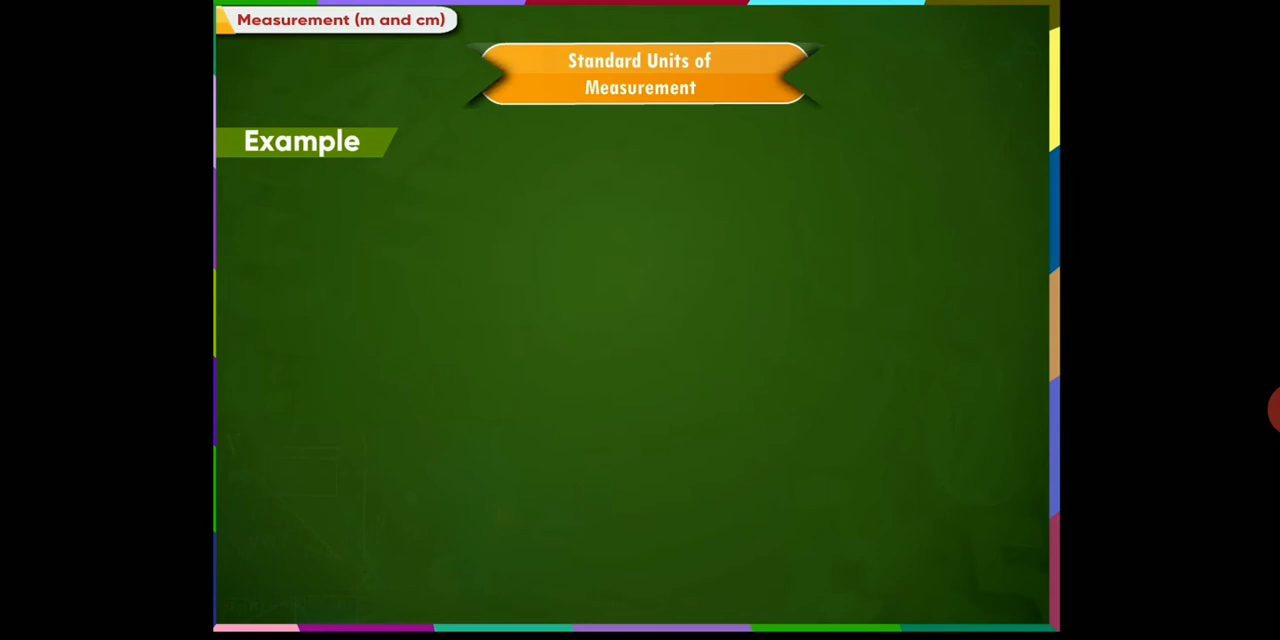 Measurement (m and cm)
Standard Units of
Measurement
Example